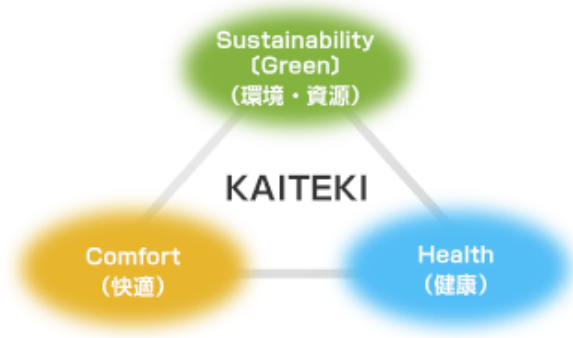 Sustainability
(Green)
（環境・資源）
KAITEKI
Comfort
（快適）
Health
（健康）